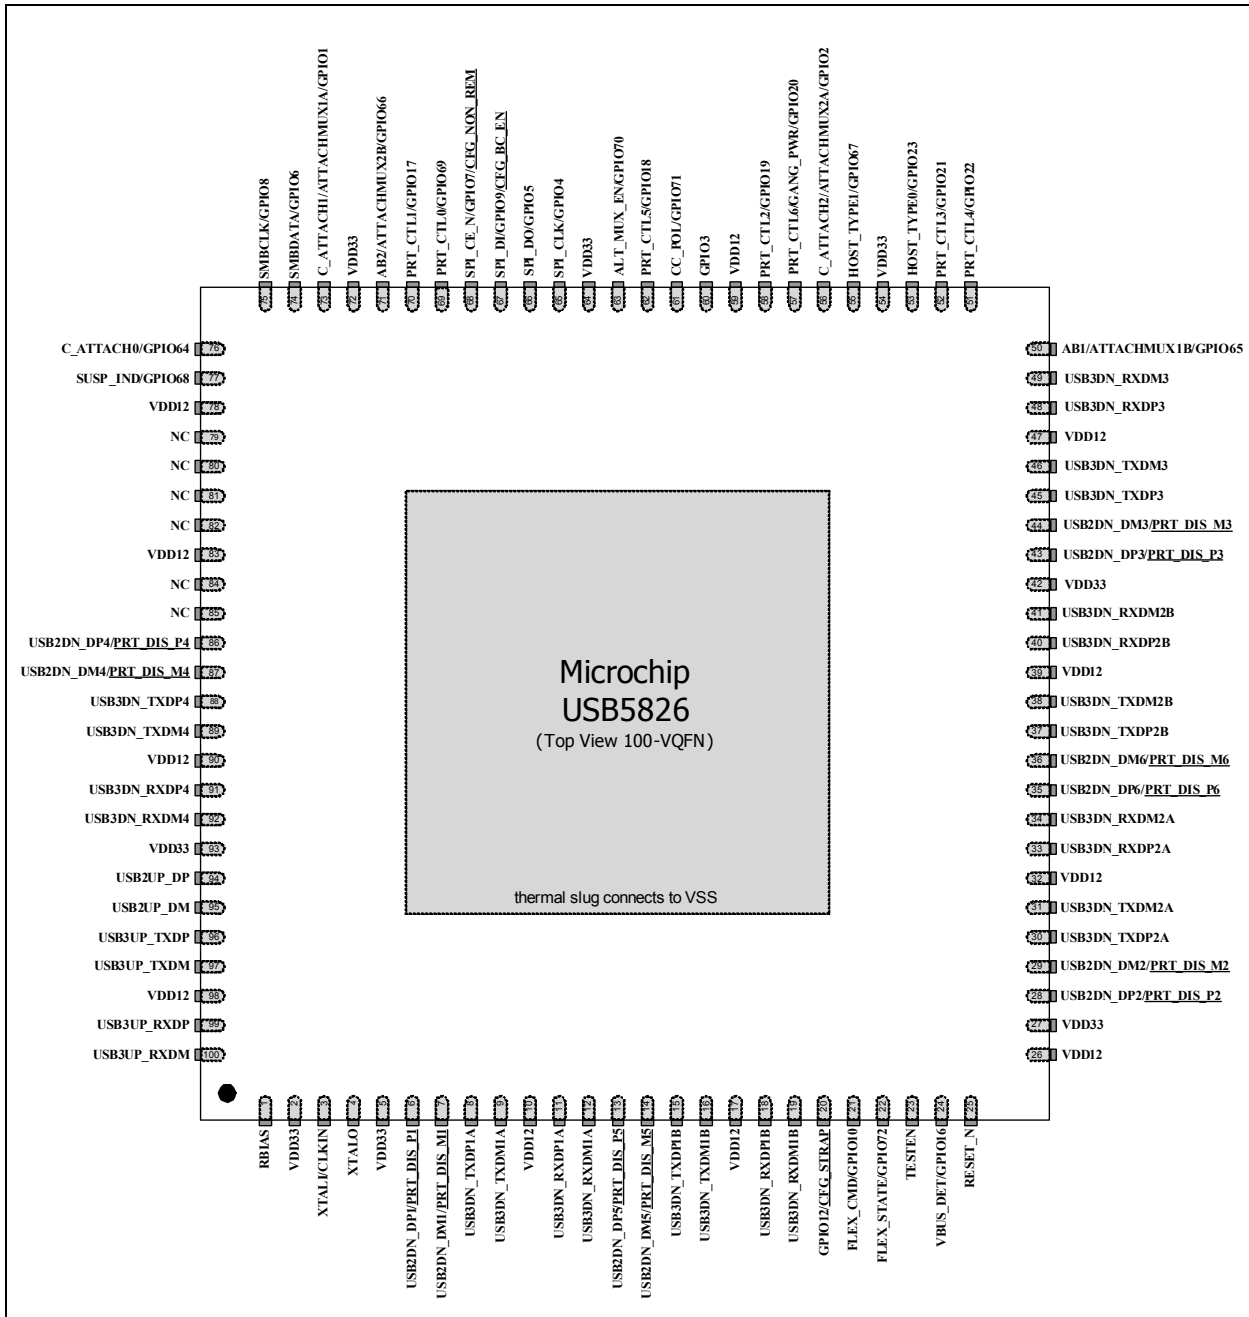 SMBCLK/GPIO8
SMBDATA/GPIO6
C_ATTACH1/ATTACHMUX1A/GPIO1
VDD33
AB2/ATTACHMUX2B/GPIO66
PRT_CTL1/GPIO17
PRT_CTL0/GPIO69
SPI_CE_N/GPIO7/CFG_NON_REM
SPI_DI/GPIO9/CFG_BC_EN
SPI_DO/GPIO5
SPI_CLK/GPIO4
VDD33
ALT_MUX_EN/GPIO70
PRT_CTL5/GPIO18
CC_POL/GPIO71
GPIO3
VDD12
PRT_CTL2/GPIO19
PRT_CTL6/GANG_PWR/GPIO20
C_ATTACH2/ATTACHMUX2A/GPIO2
HOST_TYPE1/GPIO67
VDD33
HOST_TYPE0/GPIO23
PRT_CTL3/GPIO21
PRT_CTL4/GPIO22
75 74 73 72 71 70 69 68 67 66 65 64 63 62 61 60 59 58 57 56 55 54 53 52 51
C_ATTACH0/GPIO64 76
SUSP_IND/GPIO68 77
VDD12 78
NC 79
NC 80
NC 81
NC 82
VDD12 83
NC 84
NC 85
USB2DN_DP4/PRT_DIS_P4 86
USB2DN_DM4/PRT_DIS_M4 87
USB3DN_TXDP4 88
USB3DN_TXDM4 89
VDD12 90
USB3DN_RXDP4 91
USB3DN_RXDM4 92
VDD33 93
USB2UP_DP 94
USB2UP_DM 95
USB3UP_TXDP 96
USB3UP_TXDM 97
VDD12 98
USB3UP_RXDP 99
USB3UP_RXDM 100
Microchip
USB5826
(Top View 100-VQFN)
thermal slug connects to VSS
50 AB1/ATTACHMUX1B/GPIO65
49 USB3DN_RXDM3
48 USB3DN_RXDP3
47 VDD12
46 USB3DN_TXDM3
45 USB3DN_TXDP3
44 USB2DN_DM3/PRT_DIS_M3
43 USB2DN_DP3/PRT_DIS_P3
42 VDD33
41 USB3DN_RXDM2B
40 USB3DN_RXDP2B
39 VDD12
38 USB3DN_TXDM2B
37 USB3DN_TXDP2B
36 USB2DN_DM6/PRT_DIS_M6
35 USB2DN_DP6/PRT_DIS_P6
34 USB3DN_RXDM2A
33 USB3DN_RXDP2A
32 VDD12
31 USB3DN_TXDM2A
30 USB3DN_TXDP2A
29 USB2DN_DM2/PRT_DIS_M2
28 USB2DN_DP2/PRT_DIS_P2
27 VDD33
26 VDD12
1 2 3 4 5 6 7 8 9 10 11 12 13 14 15 16 17 18 19 20 21 22 23 24 25
RBIAS
VDD33
XTALI/CLKIN
XTALO
VDD33
USB2DN_DP1/PRT_DIS_P1
USB2DN_DM1/PRT_DIS_M1
USB3DN_TXDP1A
USB3DN_TXDM1A
VDD12
USB3DN_RXDP1A
USB3DN_RXDM1A
USB2DN_DP5/PRT_DIS_P5
USB2DN_DM5/PRT_DIS_M5
USB3DN_TXDP1B
USB3DN_TXDM1B
VDD12
USB3DN_RXDP1B
USB3DN_RXDM1B
GPIO12/CFG_STRAP
FLEX_CMD/GPIO10
FLEX_STATE/GPIO72
TESTEN
VBUS_DET/GPIO16
RESET_N